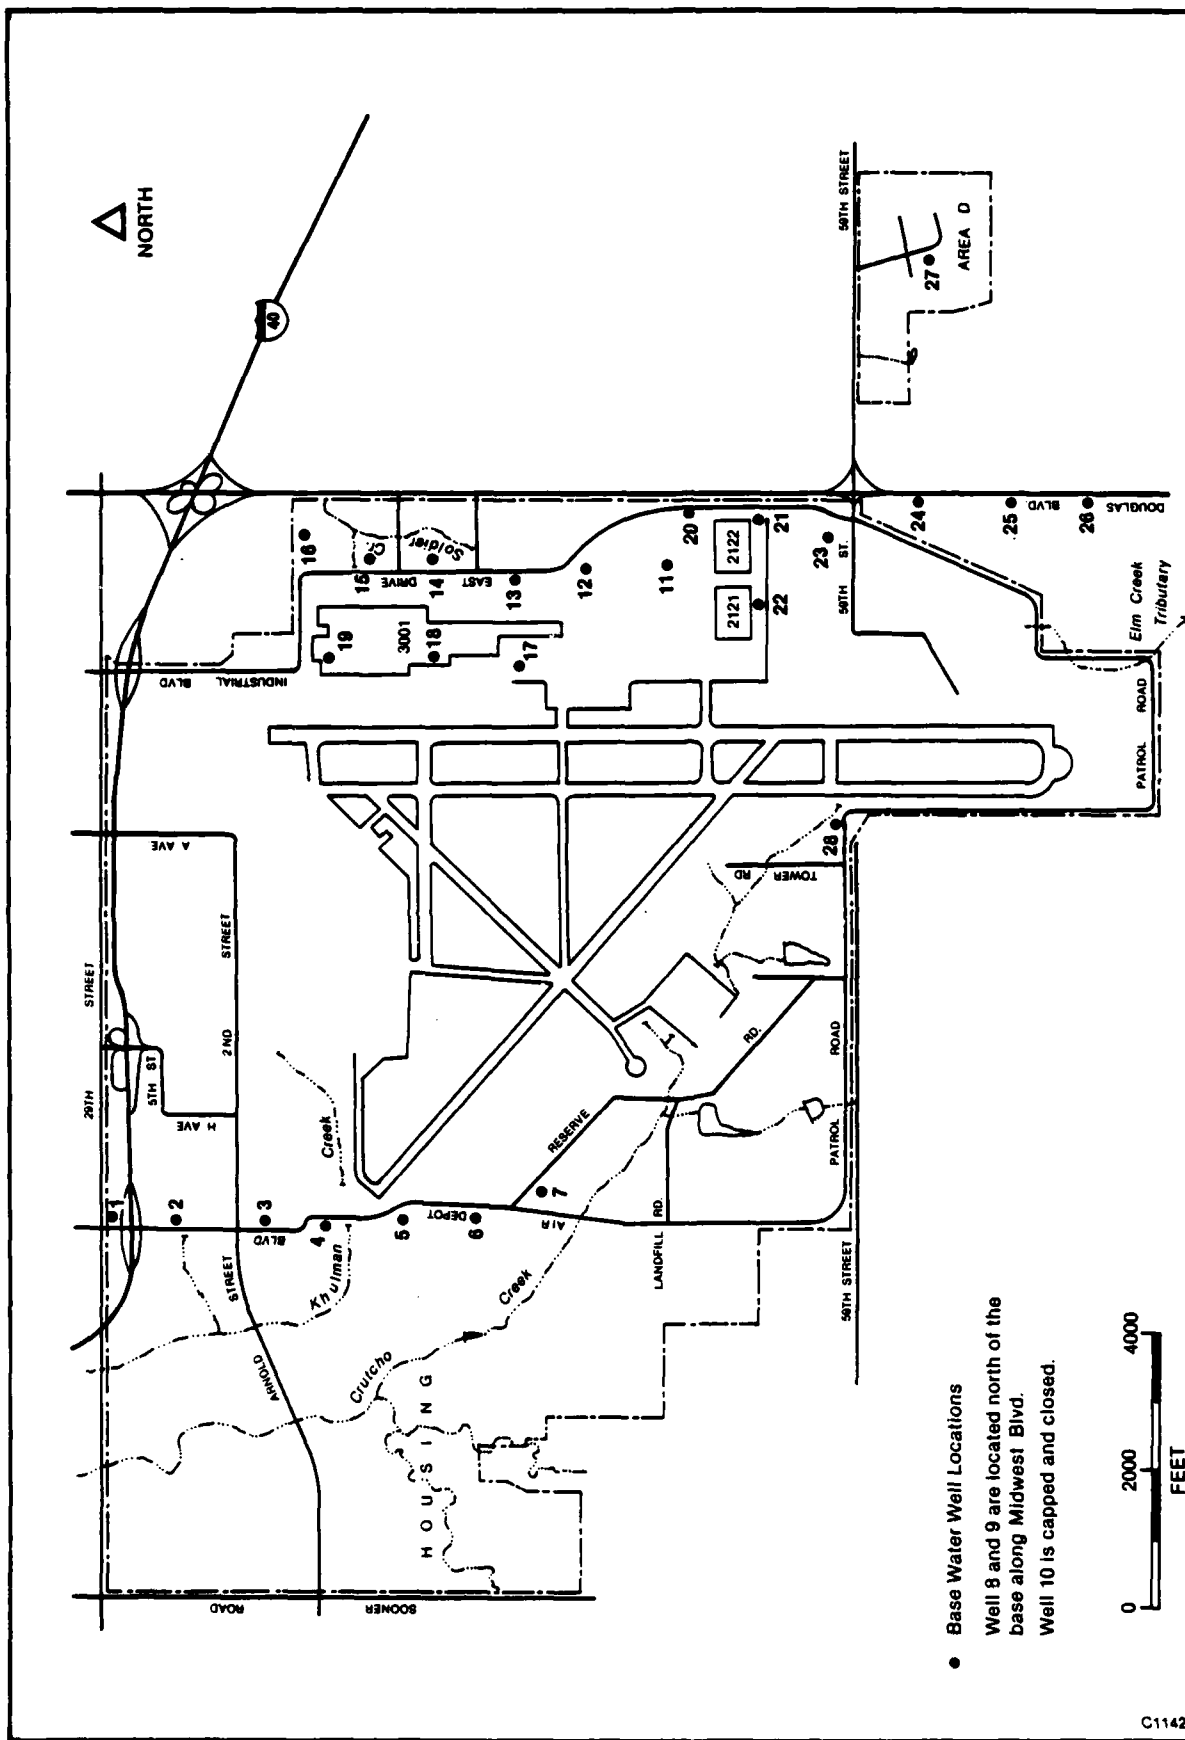 NORTH
40
29TH
STREET
INDUSTRIAL
BLVD
A AVE
5TH ST
H AVE
2ND
STREET
1
2
3
BLVD
STREET
ARNOLD
4
Khulman
Creek
5
DEPOT
6
7
AIR
RESERVE
RD.
LANDFILL
RD.
Crutcho
Creek
HOUSING
SOONER
ROAD
16
15
Soldier
Cr
14
DRIVE
EAST
13
12
11
20
19
3001
18
17
2122
2121
21
22
23
59TH
ST.
59TH STREET
27
AREA D
24
25
BLVD.
26
DOUGLAS
Elm Creek
Tributary
PATROL
ROAD
28
TOWER
RD
PATROL
ROAD
59TH STREET
Base Water Well Locations
Well 8 and 9 are located north of the
base along Midwest Blvd.
Well 10 is capped and closed.
0
2000
4000
FEET
C1142